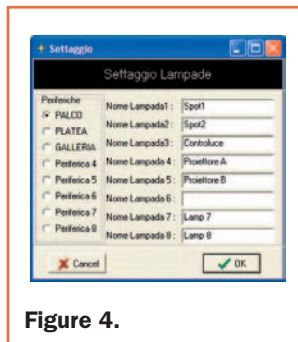 Settaggio
Settaggio Lampade
Periferiche
PALCO
PLATEA
GALLERIA
Periferica 4
Periferica 5
Periferica 6
Periferica 7
Periferica 8
Nome Lampada1 : Spot1
Nome Lampada2 : Spot2
Nome Lampada3 : Controluce
Nome Lampada 4 : Proiettore A
Nome Lampada 5 : Proiettore B
Nome Lampada 6 :
Nome Lampada 7 : Lamp 7
Nome Lampada 8 : Lamp 8
Cancel
OK
Figure 4.